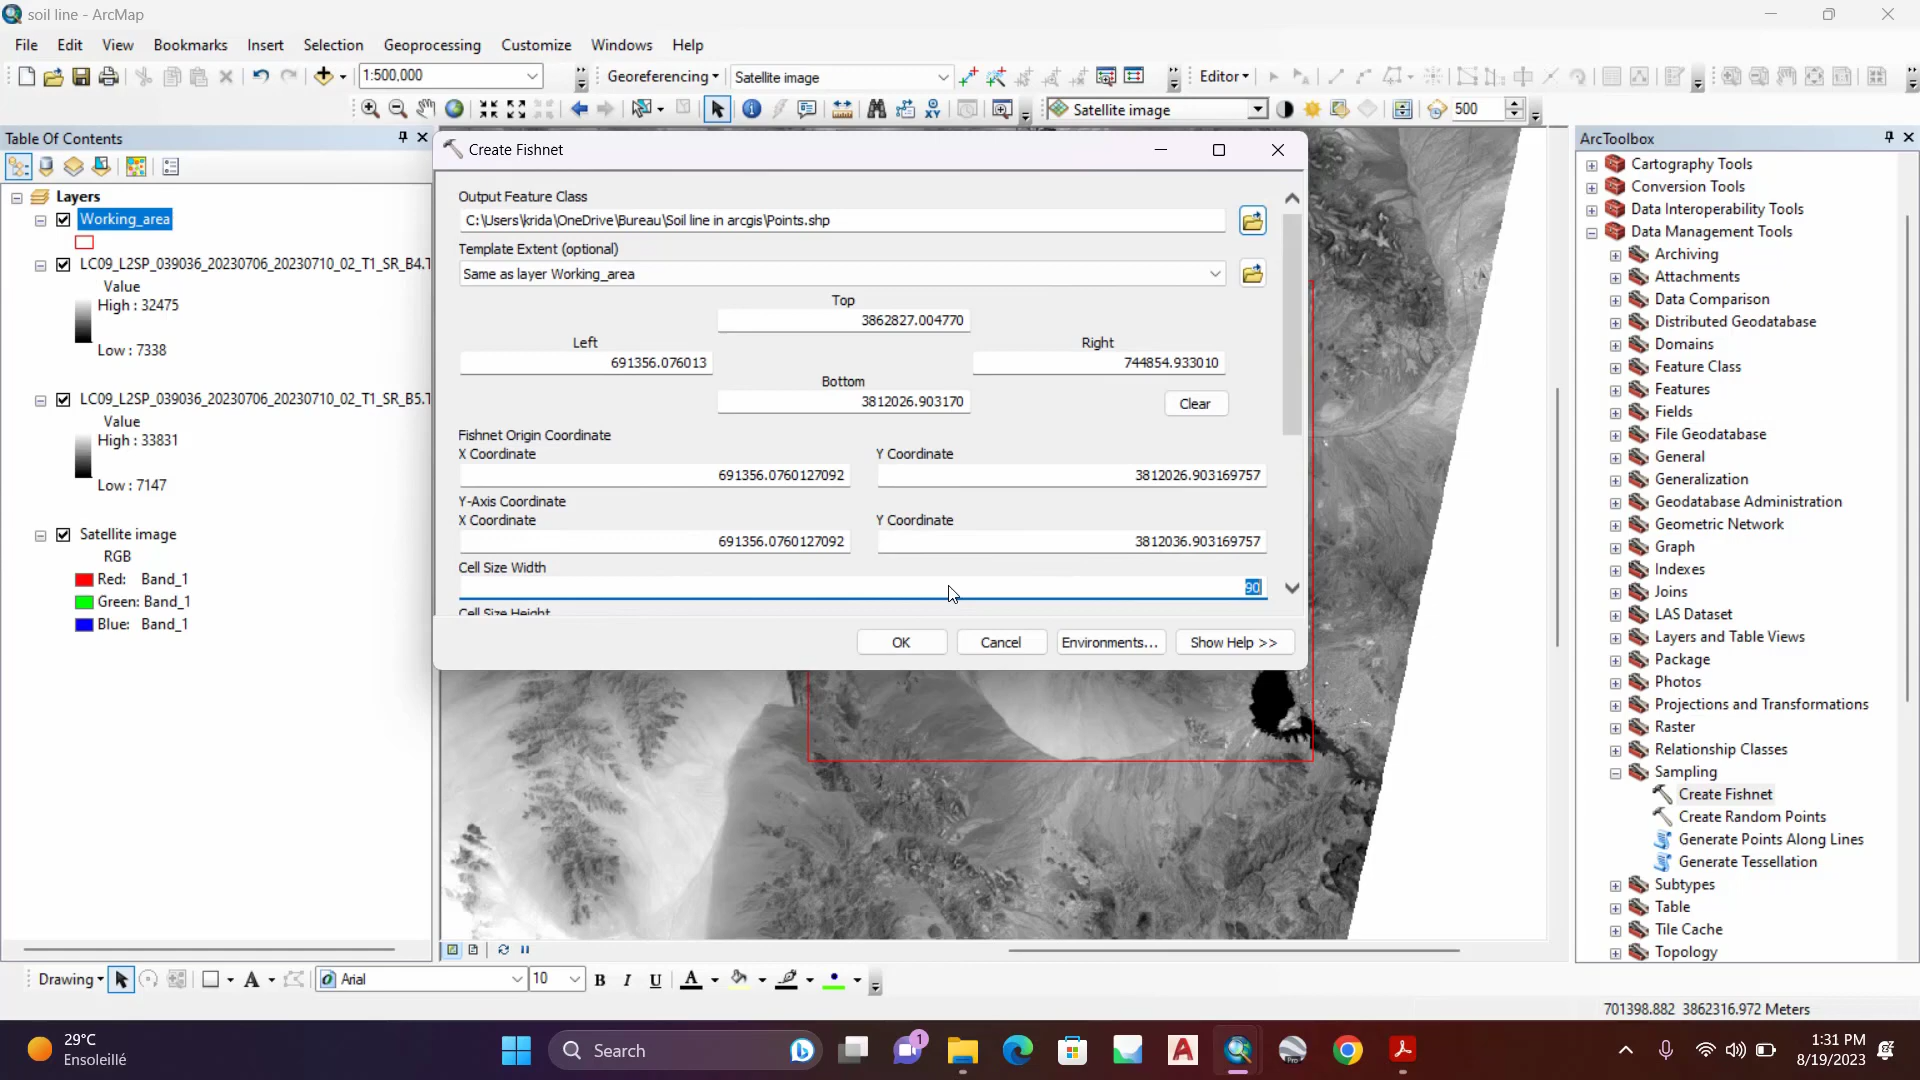 soil line - ArcMap
File Edit View Bookmarks Insert Selection Geoprocessing Customize Windows Help
1:500,000 Georeferencing Satellite image Editor
Satellite image 500
Table Of Contents
Layers
Working_area
LC09_L2SP_039036_20230706_20230710_02_T1_SR_B4.T
Value
High : 32475
Low : 7338
LC09_L2SP_039036_20230706_20230710_02_T1_SR_B5.T
Value
High : 33831
Low : 7147
Satellite image
RGB
Red: Band_1
Green: Band_1
Blue: Band_1
Create Fishnet
Output Feature Class
C:\Users\krida\OneDrive\Bureau\Soil line in arcgis\Points.shp
Template Extent (optional)
Same as layer Working_area
Top
3862827.004770
Left Right
691356.076013 744854.933010
Bottom
3812026.903170
Clear
Fishnet Origin Coordinate
X Coordinate Y Coordinate
691356.0760127092 3812026.903169757
Y-Axis Coordinate
X Coordinate Y Coordinate
691356.0760127092 3812036.903169757
Cell Size Width
90
Cell Size Height
OK Cancel Environments... Show Help >>
ArcToolbox
Cartography Tools
Conversion Tools
Data Interoperability Tools
Data Management Tools
Archiving
Attachments
Data Comparison
Distributed Geodatabase
Domains
Feature Class
Features
Fields
File Geodatabase
General
Generalization
Geodatabase Administration
Geometric Network
Graph
Indexes
Joins
LAS Dataset
Layers and Table Views
Package
Photos
Projections and Transformations
Raster
Relationship Classes
Sampling
Create Fishnet
Create Random Points
Generate Points Along Lines
Generate Tessellation
Subtypes
Table
Tile Cache
Topology
Drawing A Arial 10 B I U A
701398.882 3862316.972 Meters
29°C
Ensoleillé
Search
1
Pro
1:31 PM
8/19/2023